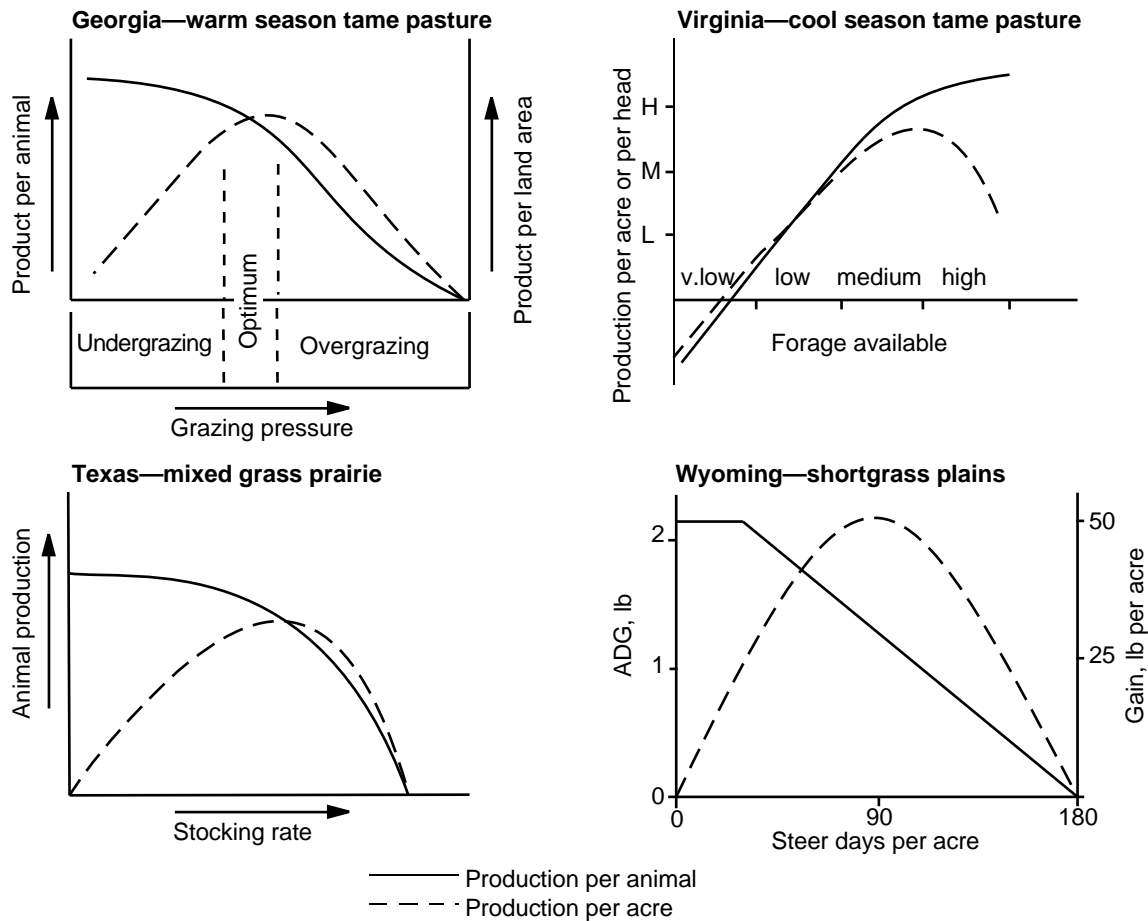 Georgia—warm season tame pasture
Product per animal
Product per land area
Undergrazing
Optimum
Overgrazing
Grazing pressure
Virginia—cool season tame pasture
Production per acre or per head
H
M
L
v.low low medium high
Forage available
Texas—mixed grass prairie
Animal production
Stocking rate
Wyoming—shortgrass plains
ADG, lb
2
1
0
50
25
Gain, lb per acre
0 90 180
Steer days per acre
Production per animal
Production per acre